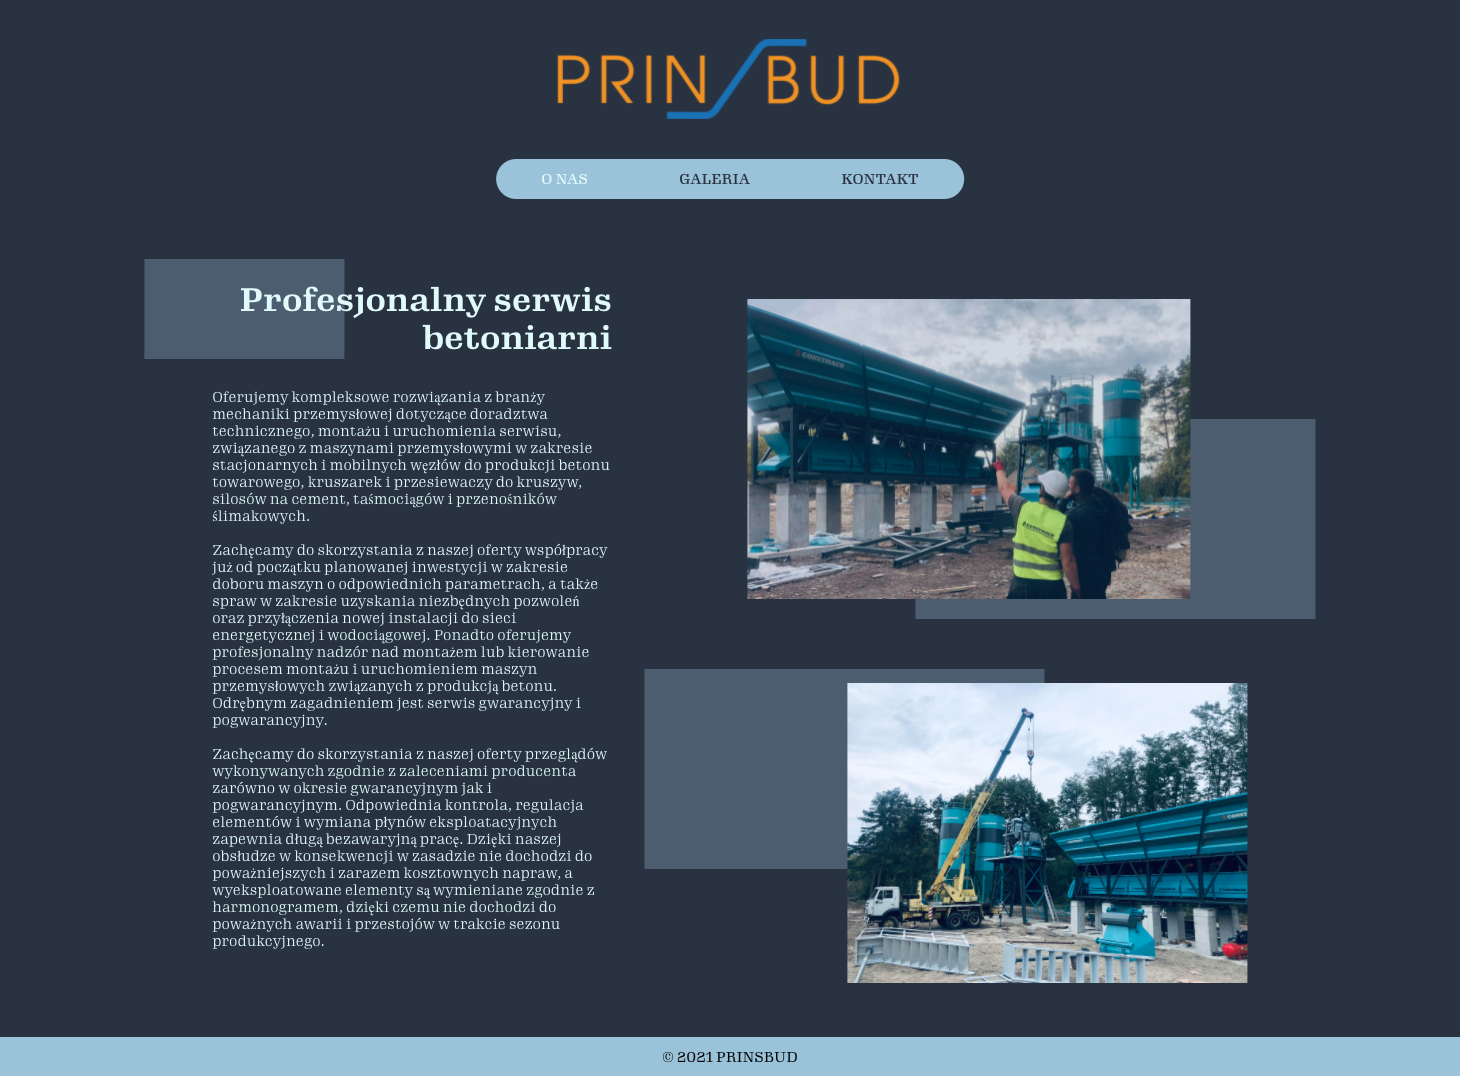 PRINSBUD
O NAS
GALERIA
KONTAKT
Profesjonalny serwis
betoniarni
Oferujemy kompleksowe rozwiązania z branży
mechaniki przemysłowej dotyczące doradztwa
technicznego, montażu i uruchomienia serwisu,
związanego z maszynami przemysłowymi w zakresie
stacjonarnych i mobilnych węzłów do produkcji betonu
towarowego, kruszarek i przesiewaczy do kruszyw,
silosów na cement, taśmociągów i przenośników
ślimakowych.
Zachęcamy do skorzystania z naszej oferty współpracy
już od początku planowanej inwestycji w zakresie
doboru maszyn o odpowiednich parametrach, a także
spraw w zakresie uzyskania niezbędnych pozwoleń
oraz przyłączenia nowej instalacji do sieci
energetycznej i wodociągowej. Ponadto oferujemy
profesjonalny nadzór nad montażem lub kierowanie
procesem montażu i uruchomieniem maszyn
przemysłowych związanych z produkcją betonu.
Odrębnym zagadnieniem jest serwis gwarancyjny i
pogwarancyjny.
Zachęcamy do skorzystania z naszej oferty przeglądów
wykonywanych zgodnie z zaleceniami producenta
zarówno w okresie gwarancyjnym jak i
pogwarancyjnym. Odpowiednia kontrola, regulacja
elementów i wymiana płynów eksploatacyjnych
zapewnia długą bezawaryjną pracę. Dzięki naszej
obsłudze w konsekwencji w zasadzie nie dochodzi do
poważniejszych i zarazem kosztownych napraw, a
wyeksploatowane elementy są wymieniane zgodnie z
harmonogramem, dzięki czemu nie dochodzi do
poważnych awarii i przestojów w trakcie sezonu
produkcyjnego.
CONSTMACH
© 2021 PRINSBUD